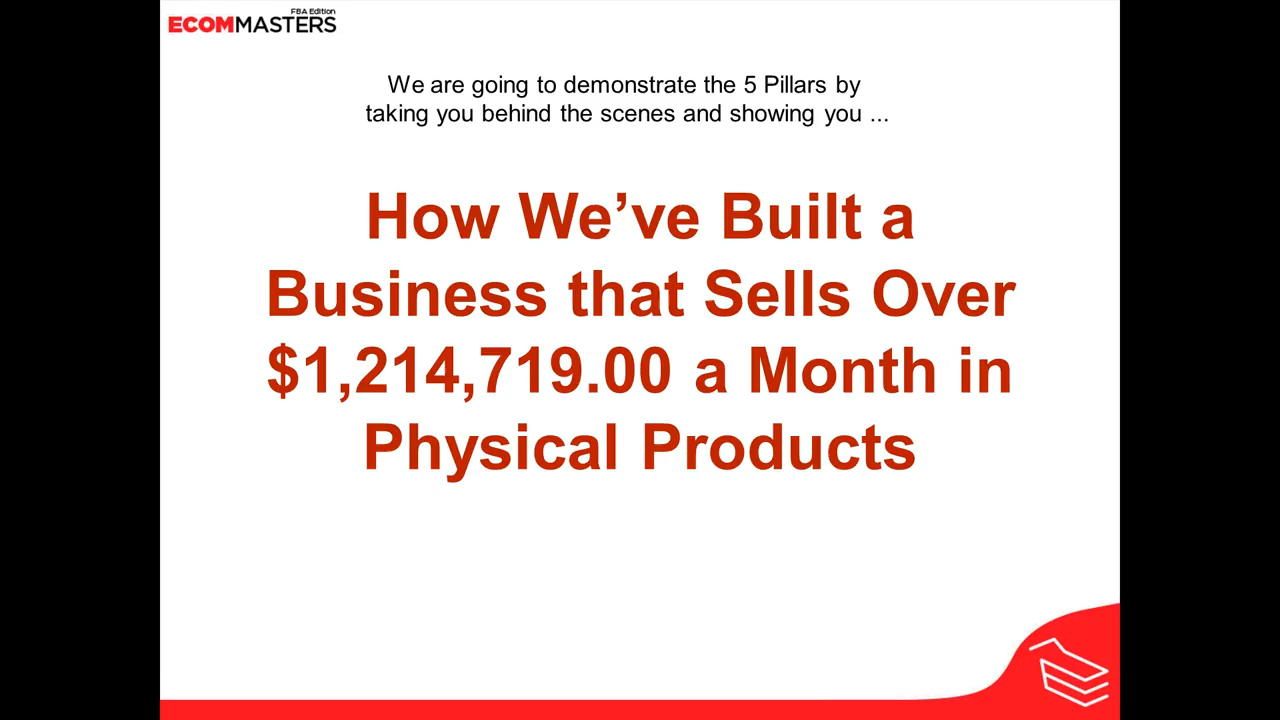 FBA Edition
ECOMMASTERS
We are going to demonstrate the 5 Pillars by
taking you behind the scenes and showing you ...
How We’ve Built a
Business that Sells Over
$1,214,719.00 a Month in
Physical Products